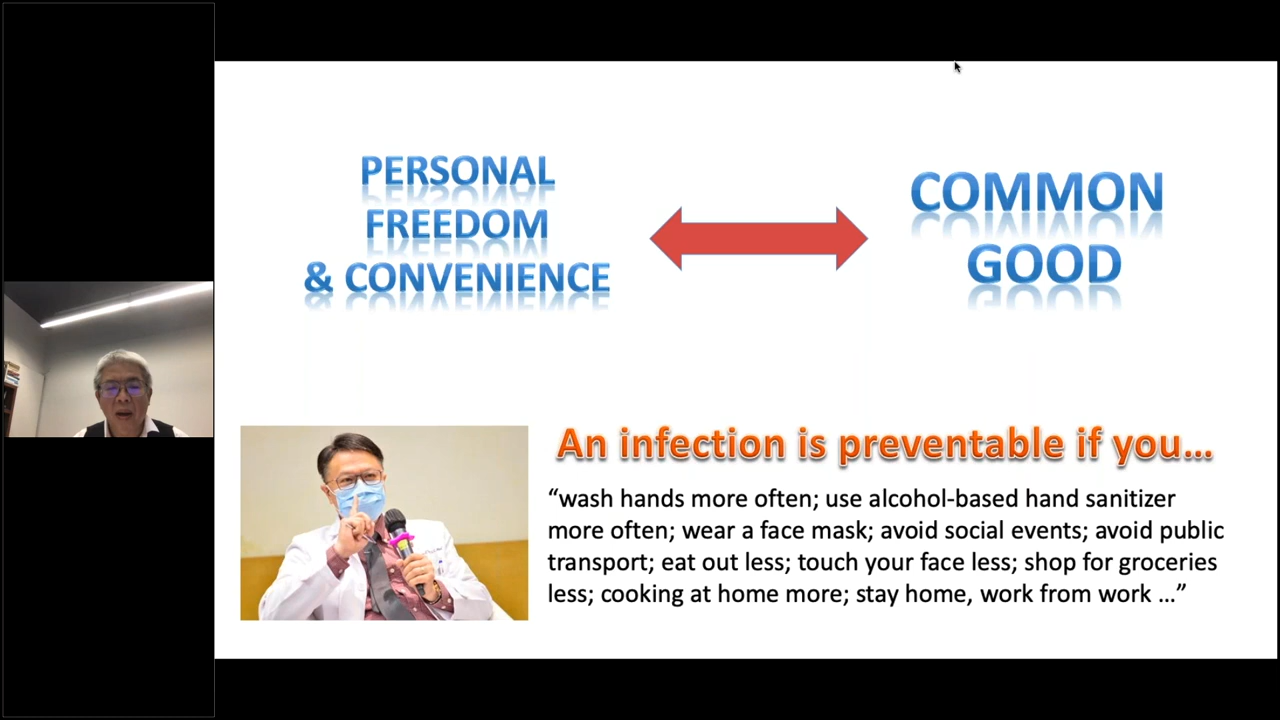 PERSONAL
FREEDOM
& CONVENIENCE
COMMON
GOOD
An infection is preventable if you…
“wash hands more often; use alcohol-based hand sanitizer
more often; wear a face mask; avoid social events; avoid public
transport; eat out less; touch your face less; shop for groceries
less; cooking at home more; stay home, work from work …”